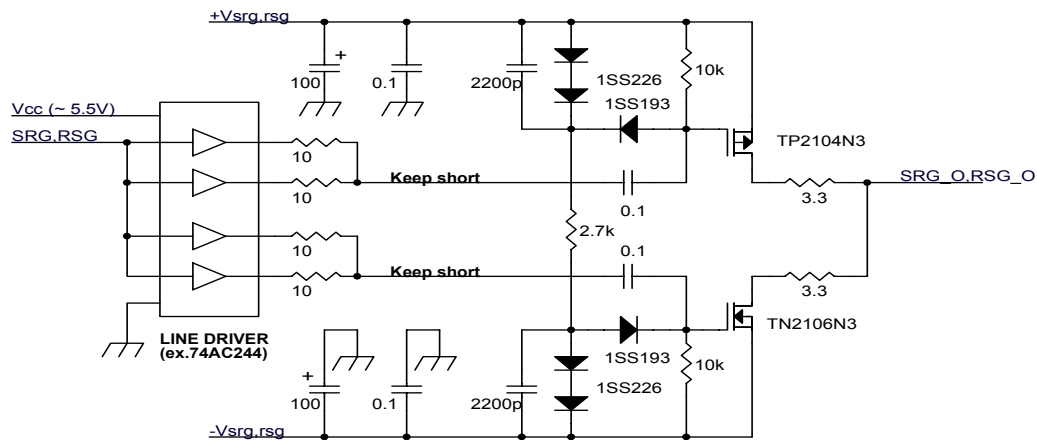 +Vsrg,rsg
+
100
0.1
2200p
1SS226
1SS193
10k
Vcc (~ 5.5V)
SRG,RSG
10
10
Keep short
0.1
TP2104N3
3.3
SRG_O,RSG_O
2.7k
10
10
Keep short
0.1
3.3
TN2106N3
LINE DRIVER
(ex.74AC244)
1SS193
1SS226
10k
+
100
0.1
2200p
-Vsrg,rsg